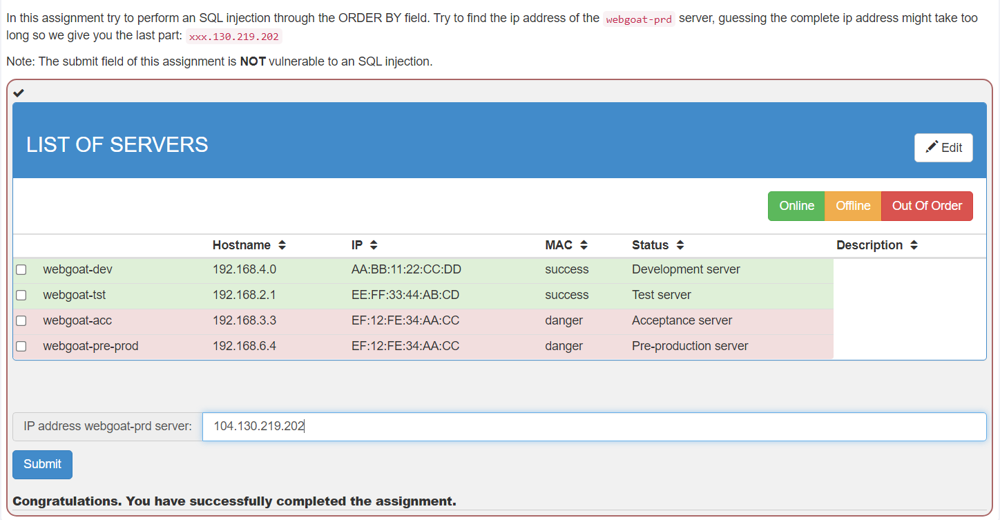 In this assignment try to perform an SQL injection through the ORDER BY field. Try to find the ip address of the webgoat-prd server, guessing the complete ip address might take too
long so we give you the last part: xxx.130.219.202
Note: The submit field of this assignment is NOT vulnerable to an SQL injection.
LIST OF SERVERS
Edit
Online Offline Out Of Order
Hostname IP MAC Status Description
webgoat-dev 192.168.4.0 AA:BB:11:22:CC:DD success Development server
webgoat-tst 192.168.2.1 EE:FF:33:44:AB:CD success Test server
webgoat-acc 192.168.3.3 EF:12:FE:34:AA:CC danger Acceptance server
webgoat-pre-prod 192.168.6.4 EF:12:FE:34:AA:CC danger Pre-production server
IP address webgoat-prd server: 104.130.219.202
Submit
Congratulations. You have successfully completed the assignment.